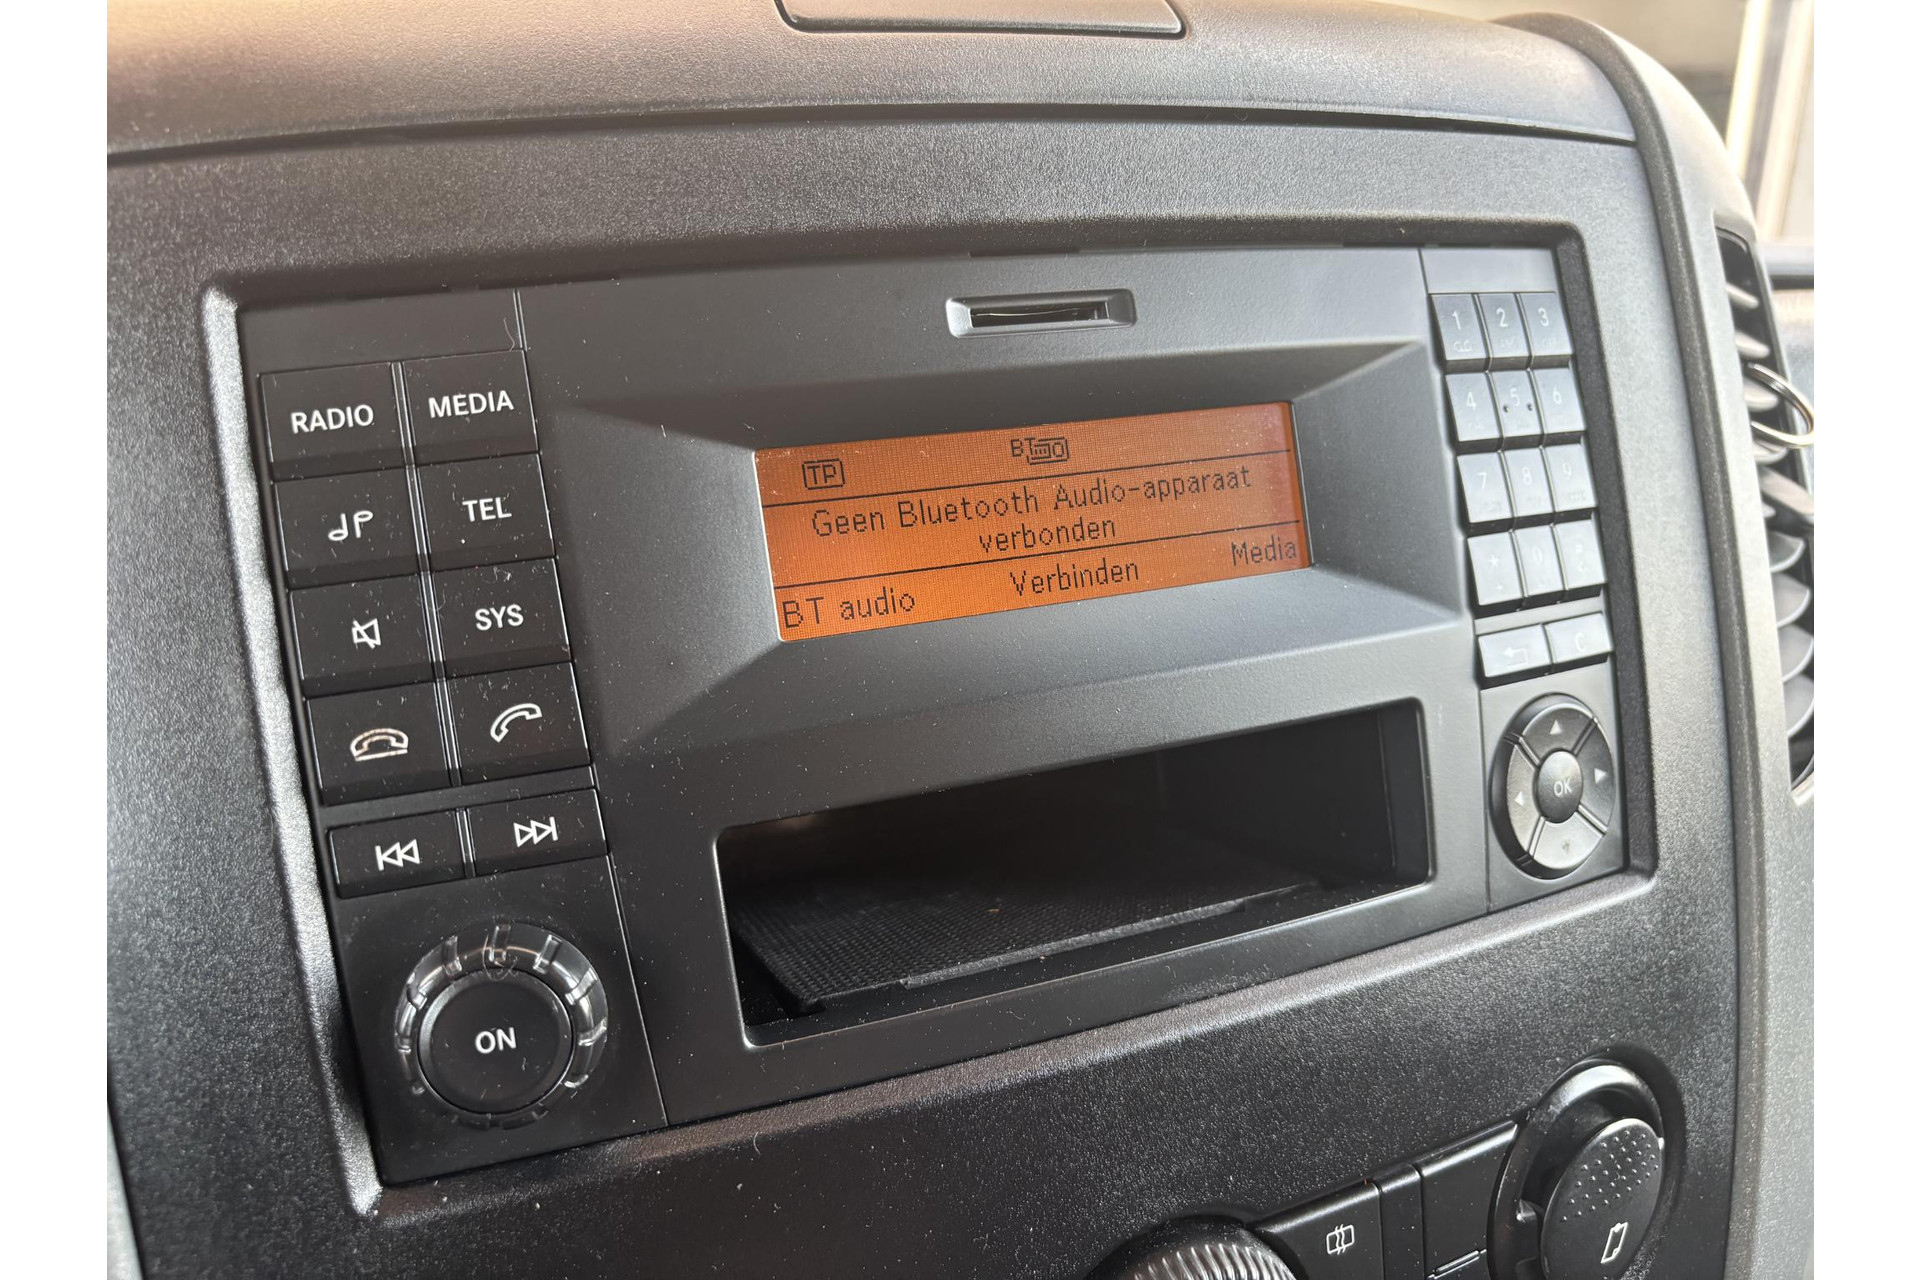 RADIO
MEDIA
TEL
SYS
ON
TP
BT
Geen Bluetooth Audio-apparaat
verbonden
BT audio
Verbinden
Media
1
2
3
4
5
6
7
8
9
*
0
C
OK